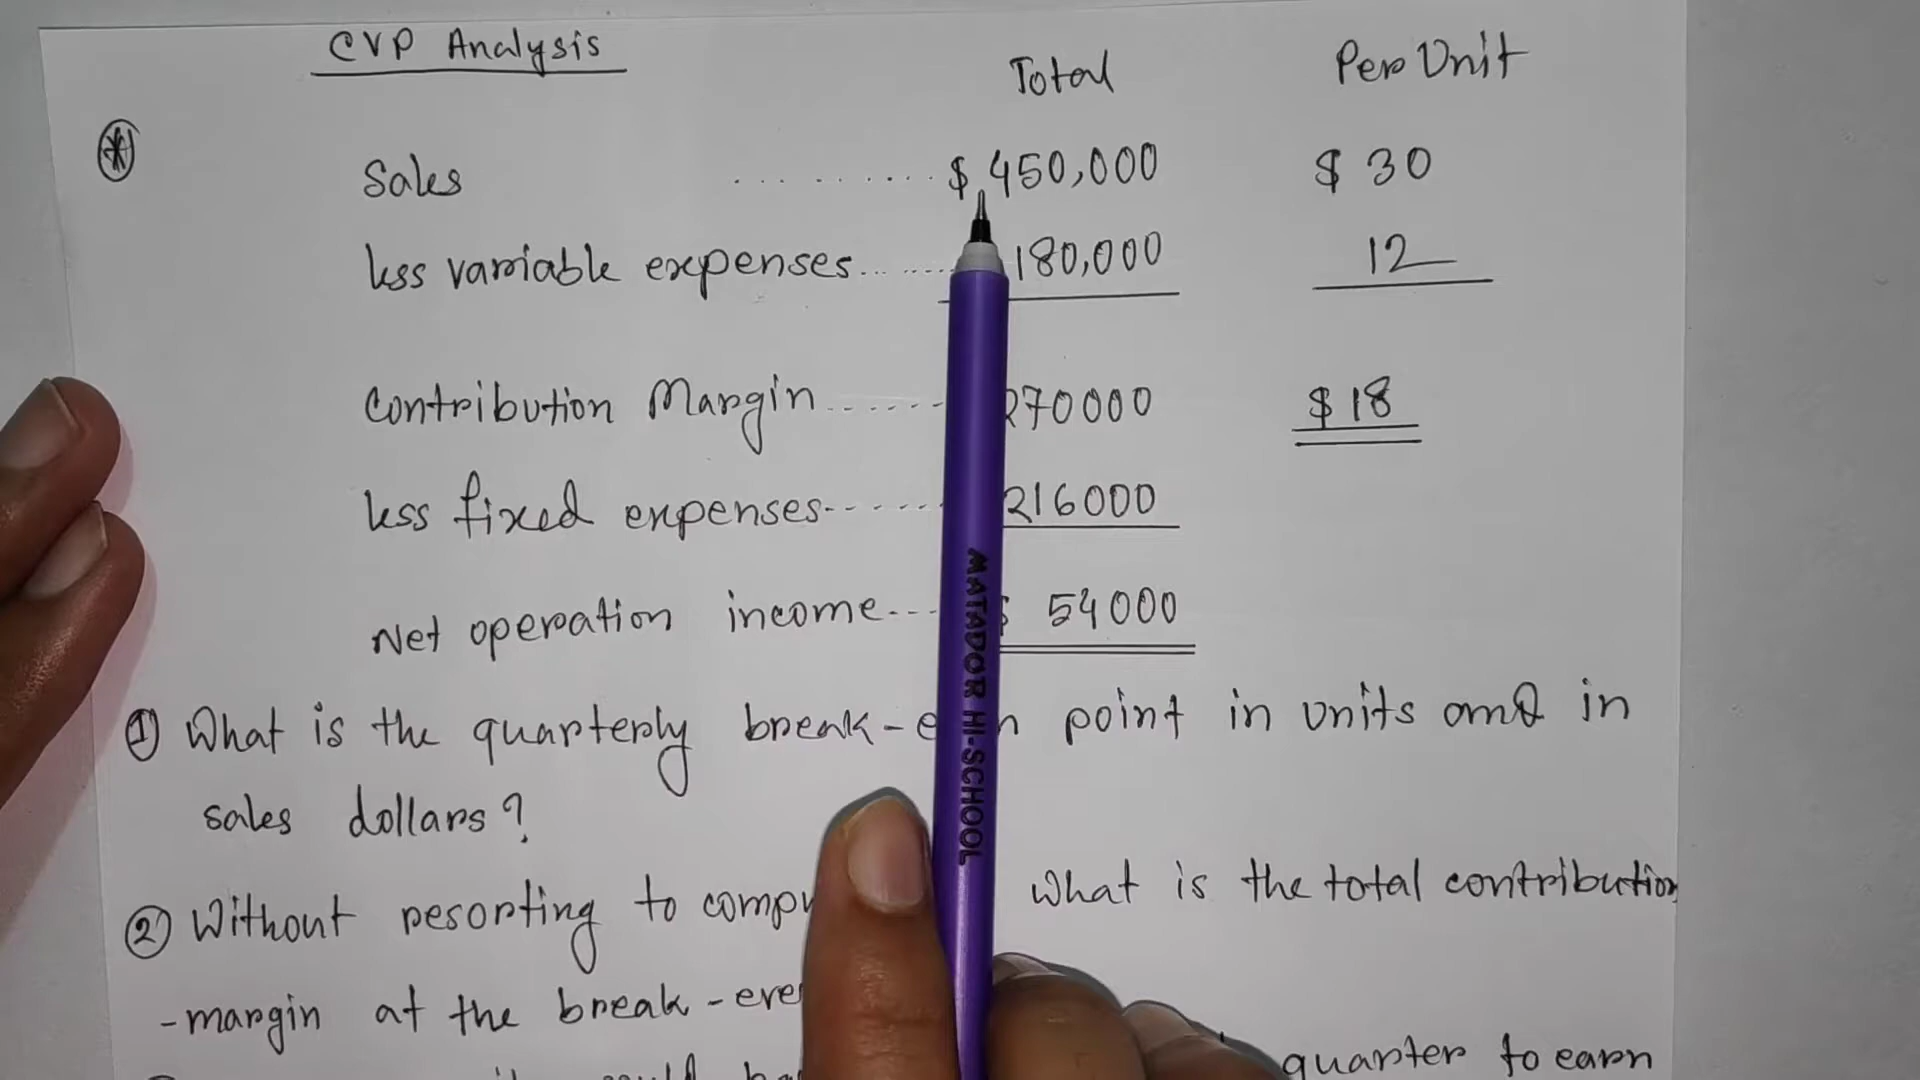 CVP Analysis
Total Per Unit
Sales ......... $ 450,000 $ 30
less variable expenses........ 180,000 12
Contribution Margin...... 270000 $ 18
less fixed expenses...... 216000
Net operation income... $ 54000
① What is the quarterly break-e n point in units and in
sales dollars?
② Without resorting to compu What is the total contribution
-margin at the break-eve
quarter to earn
MATADOR HI-SCHOOL